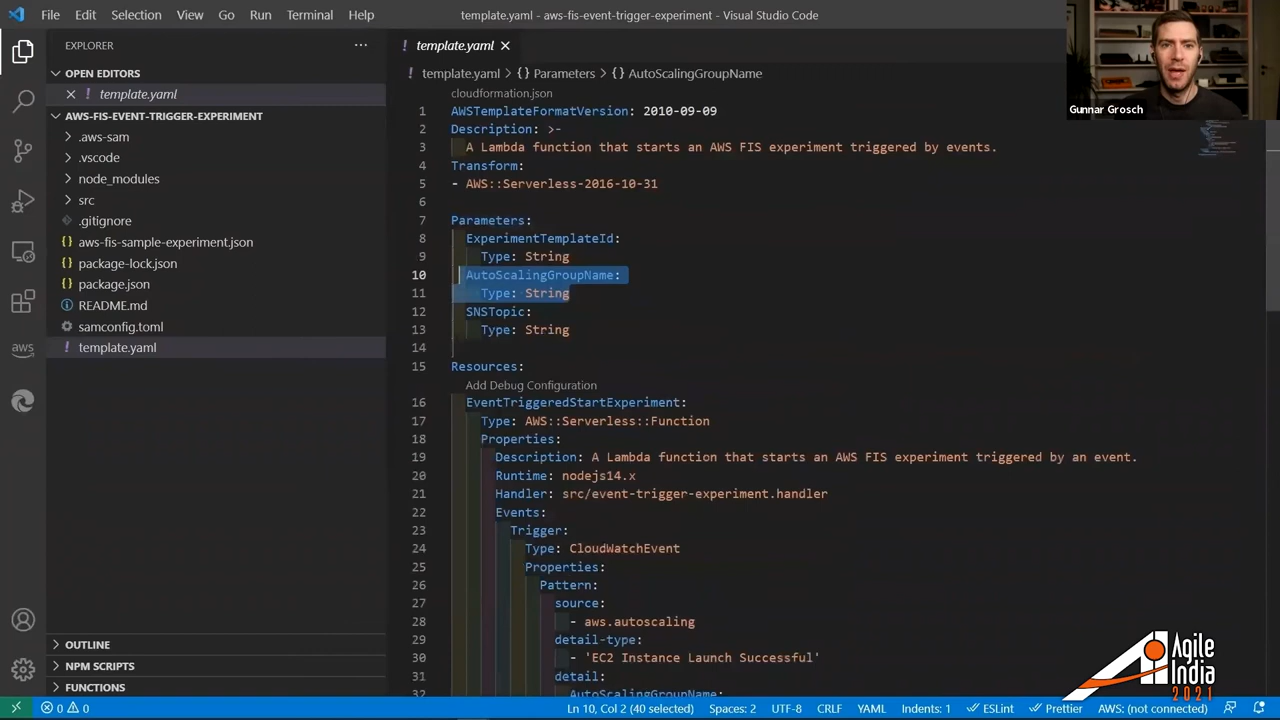 File Edit Selection View Go Run Terminal Help
template.yaml - aws-fis-event-trigger-experiment - Visual Studio Code
Gunnar Grosch
EXPLORER
OPEN EDITORS
template.yaml
AWS-FIS-EVENT-TRIGGER-EXPERIMENT
.aws-sam
.vscode
node_modules
src
.gitignore
aws-fis-sample-experiment.json
package-lock.json
package.json
README.md
samconfig.toml
template.yaml
OUTLINE
NPM SCRIPTS
FUNCTIONS
aws
! template.yaml
! template.yaml > {} Parameters > {} AutoScalingGroupName
cloudformation.json
1 AWSTemplateFormatVersion: 2010-09-09
2 Description: >-
3 A Lambda function that starts an AWS FIS experiment triggered by events.
4 Transform:
5 - AWS::Serverless-2016-10-31
6
7 Parameters:
8 ExperimentTemplateId:
9 Type: String
10 AutoScalingGroupName:
11 Type: String
12 SNSTopic:
13 Type: String
14
15 Resources:
Add Debug Configuration
16 EventTriggeredStartExperiment:
17 Type: AWS::Serverless::Function
18 Properties:
19 Description: A Lambda function that starts an AWS FIS experiment triggered by an event.
20 Runtime: nodejs14.x
21 Handler: src/event-trigger-experiment.handler
22 Events:
23 Trigger:
24 Type: CloudWatchEvent
25 Properties:
26 Pattern:
27 source:
28 - aws.autoscaling
29 detail-type:
30 - 'EC2 Instance Launch Successful'
31 detail:
32 AutoScalingGroupName:
Agile
India
2021
0 0
Ln 10, Col 2 (40 selected) Spaces: 2 UTF-8 CRLF YAML Indents: 1 ESLint Prettier AWS: (not connected)